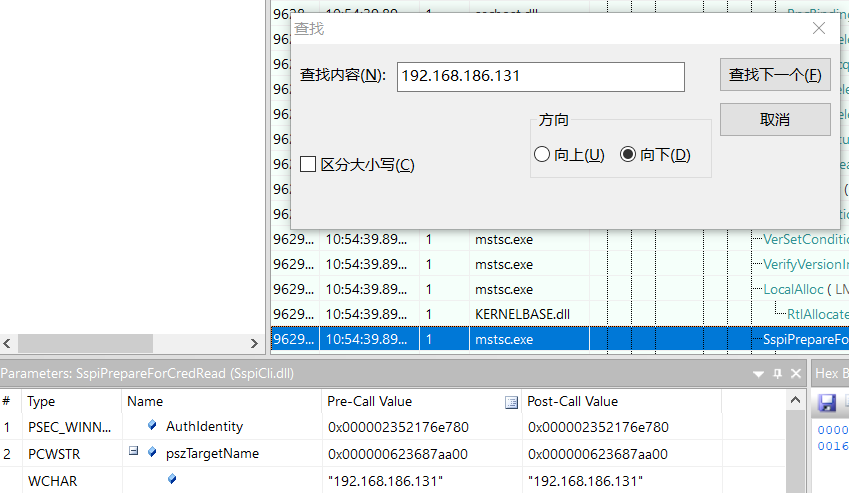 9628...
查找
查找内容(N): 192.168.186.131 查找下一个(F)
方向 取消
向上(U) 向下(D)
区分大小写(C)
9629... 10:54:39.89... 1 mstsc.exe VerSetConditi
9629... 10:54:39.89... 1 mstsc.exe VerifyVersionIn
9629... 10:54:39.89... 1 mstsc.exe LocalAlloc ( LM
9629... 10:54:39.89... 1 KERNELBASE.dll RtlAllocate
9629... 10:54:39.89... 1 mstsc.exe SspiPrepareFo
Parameters: SspiPrepareForCredRead (SspiCli.dll) Hex B
# Type Name Pre-Call Value Post-Call Value
1 PSEC_WINN... AuthIdentity 0x000002352176e780 0x000002352176e780 0000
2 PCWSTR pszTargetName 0x000000623687aa00 0x000000623687aa00 0016
WCHAR "192.168.186.131" "192.168.186.131"